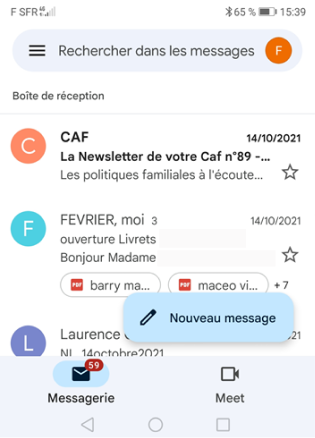 F SFR 65 % 15:39
Rechercher dans les messages F
Boîte de réception
C CAF 14/10/2021
La Newsletter de votre Caf n°89 -...
Les politiques familiales à l'écoute...
F FEVRIER, moi 3 14/10/2021
ouverture Livrets
Bonjour Madame
PDF barry ma... PDF maceo vi... +7
Nouveau message
L Laurence
NL 14octobre2021
59
Messagerie Meet